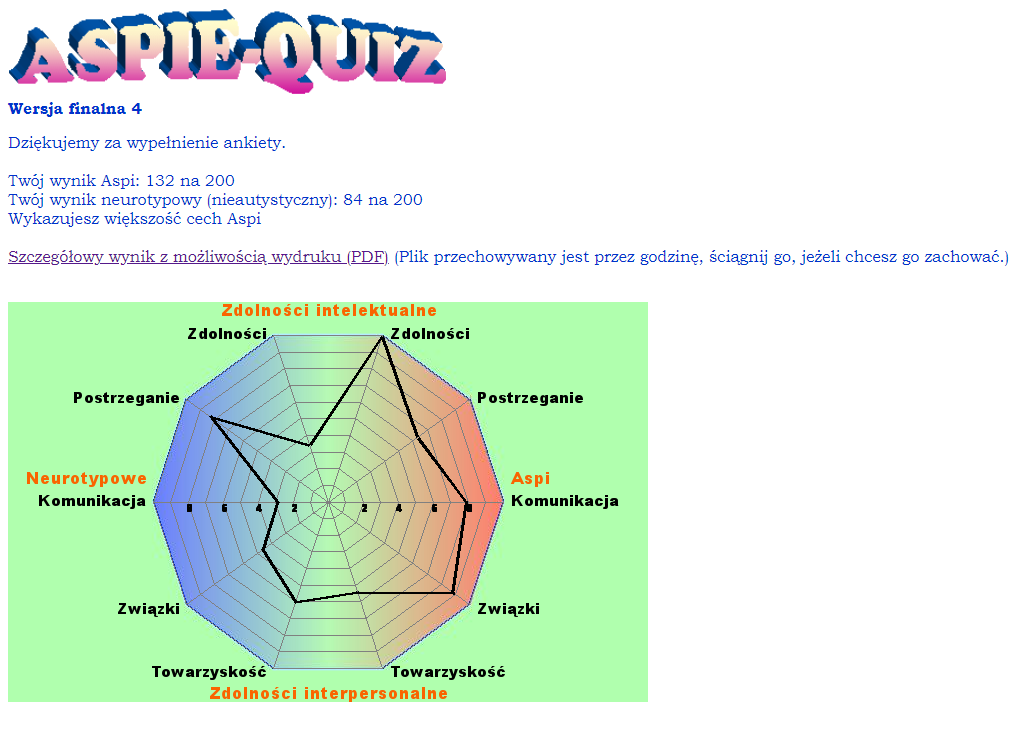 ASPIE-QUIZ
Wersja finalna 4
Dziękujemy za wypełnienie ankiety.
Twój wynik Aspi: 132 na 200
Twój wynik neurotypowy (nieautystyczny): 84 na 200
Wykazujesz większość cech Aspi
Szczegółowy wynik z możliwością wydruku (PDF) (Plik przechowywany jest przez godzinę, ściągnij go, jeżeli chcesz go zachować.)
Zdolności intelektualne
Zdolności Zdolności
Postrzeganie Postrzeganie
Neurotypowe Aspi
Komunikacja Komunikacja
8 6 4 2 2 4 6 8
Związki Związki
Towarzyskość Towarzyskość
Zdolności interpersonalne